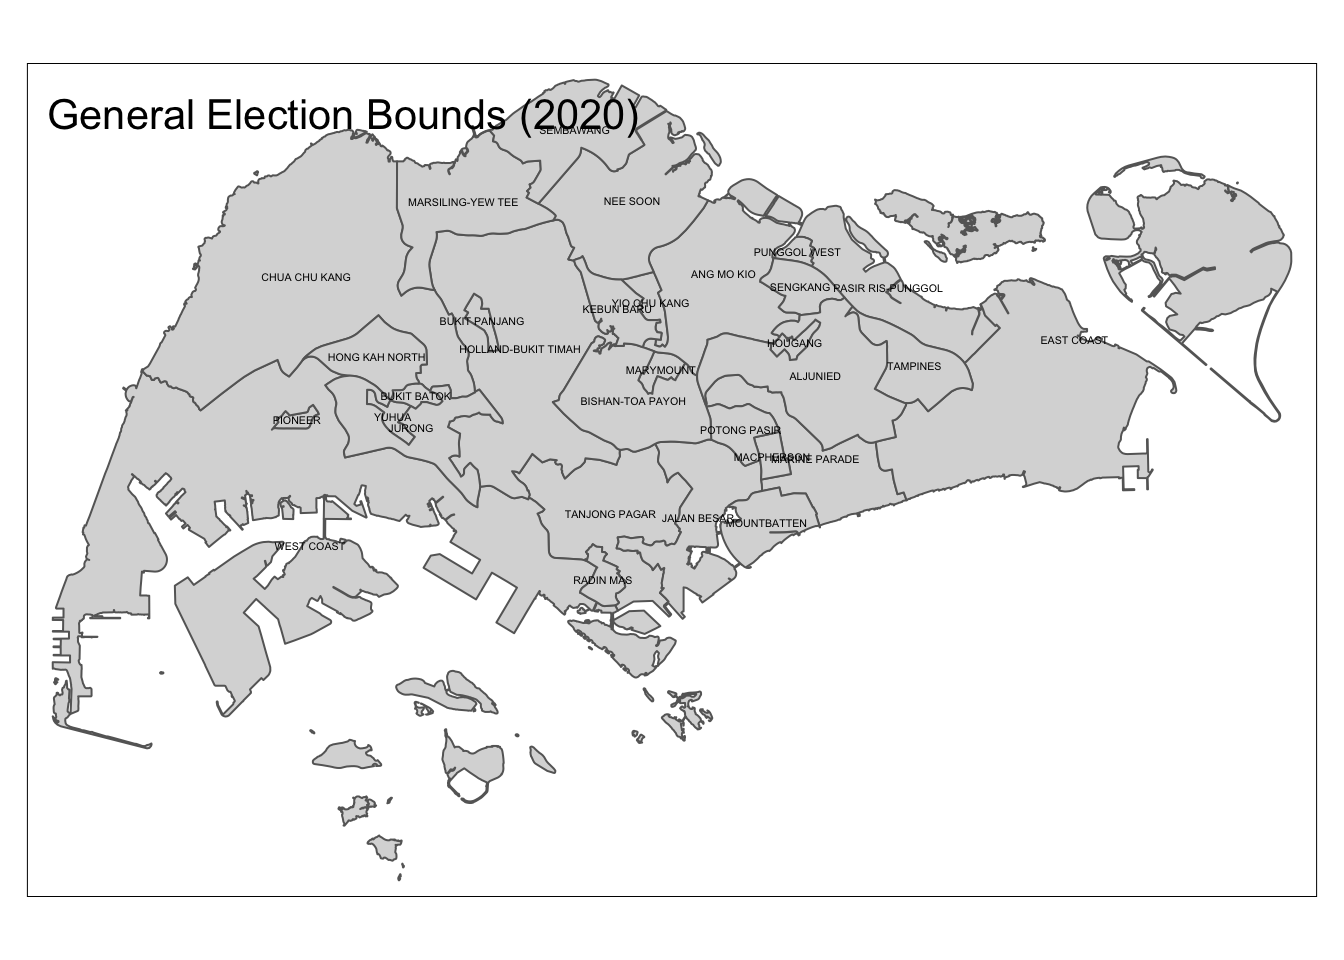 General Election Bounds (2020)
SEMBAWANG
MARSILING-YEW TEE
NEE SOON
PUNGGOL WEST
CHUA CHU KANG
ANG MO KIO
SENGKANG
PASIR RIS-PUNGGOL
YIO CHU KANG
KEBUN BARU
BUKIT PANJANG
EAST COAST
HOUGANG
HOLLAND-BUKIT TIMAH
HONG KAH NORTH
TAMPINES
MARYMOUNT
ALJUNIED
BUKIT BATOK
BISHAN-TOA PAYOH
YUHUA
PIONEER
JURONG
POTONG PASIR
MACPHERSON
MARINE PARADE
TANJONG PAGAR
JALAN BESAR
MOUNTBATTEN
WEST COAST
RADIN MAS